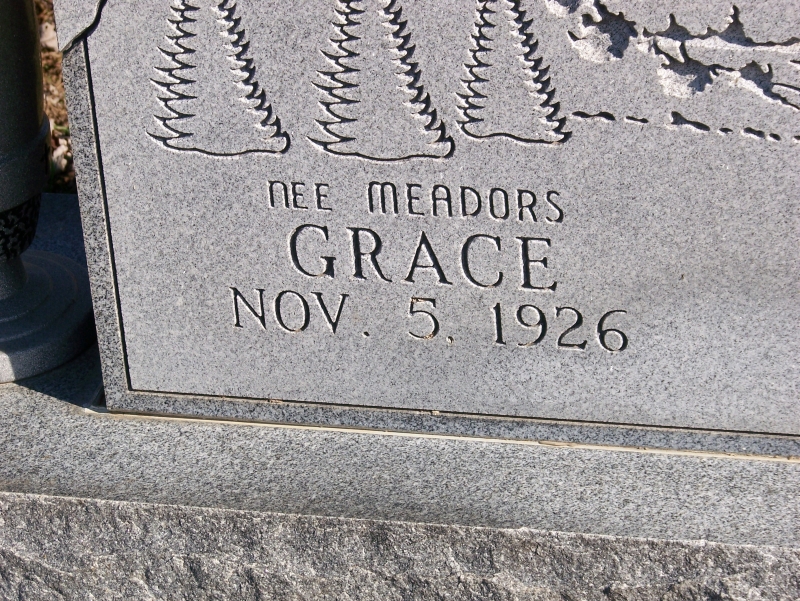 NEE MEADORS
GRACE
NOV. 5, 1926